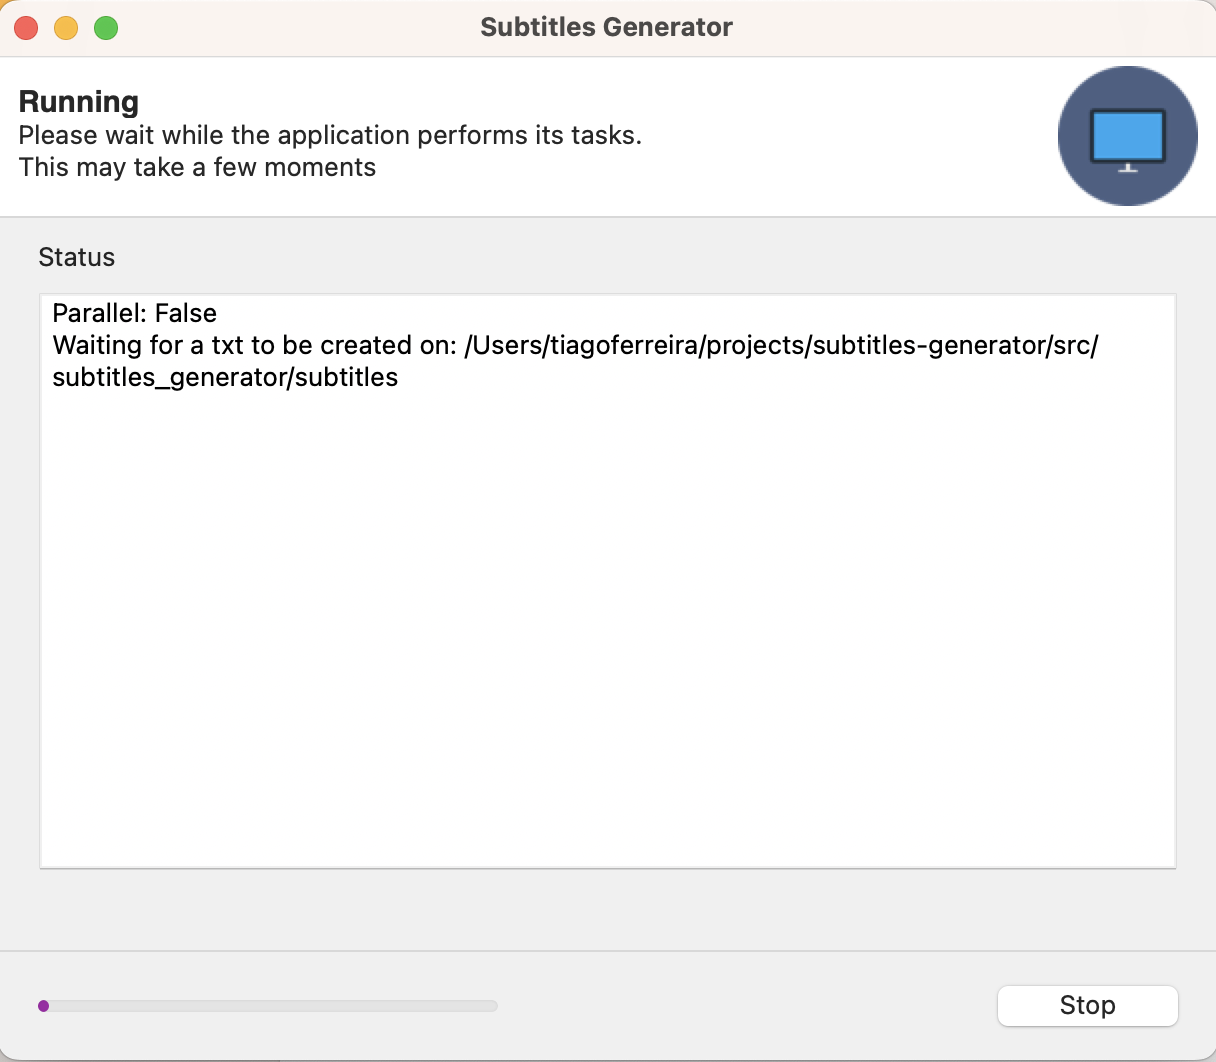 Subtitles Generator
Running
Please wait while the application performs its tasks.
This may take a few moments
Status
Parallel: False
Waiting for a txt to be created on: /Users/tiagoferreira/projects/subtitles-generator/src/
subtitles_generator/subtitles
Stop